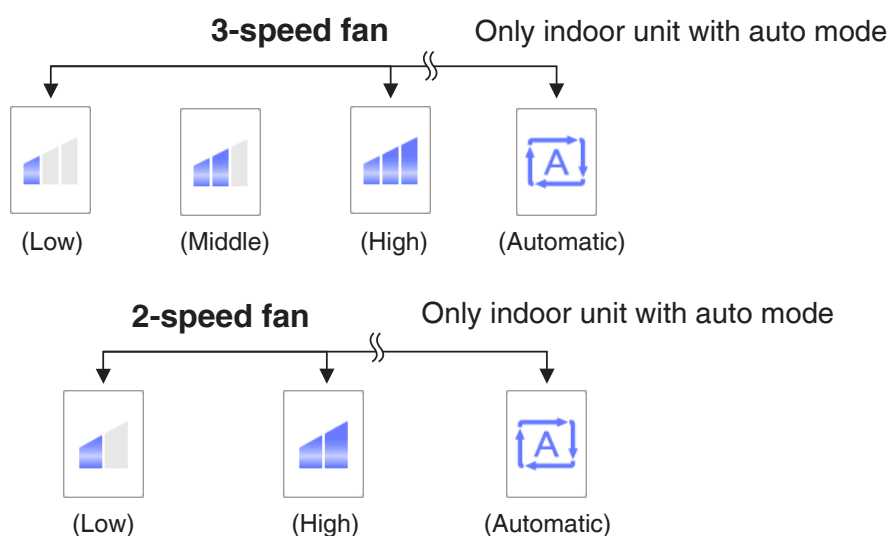 3-speed fan Only indoor unit with auto mode
A
(Low) (Middle) (High) (Automatic)
2-speed fan Only indoor unit with auto mode
A
(Low) (High) (Automatic)